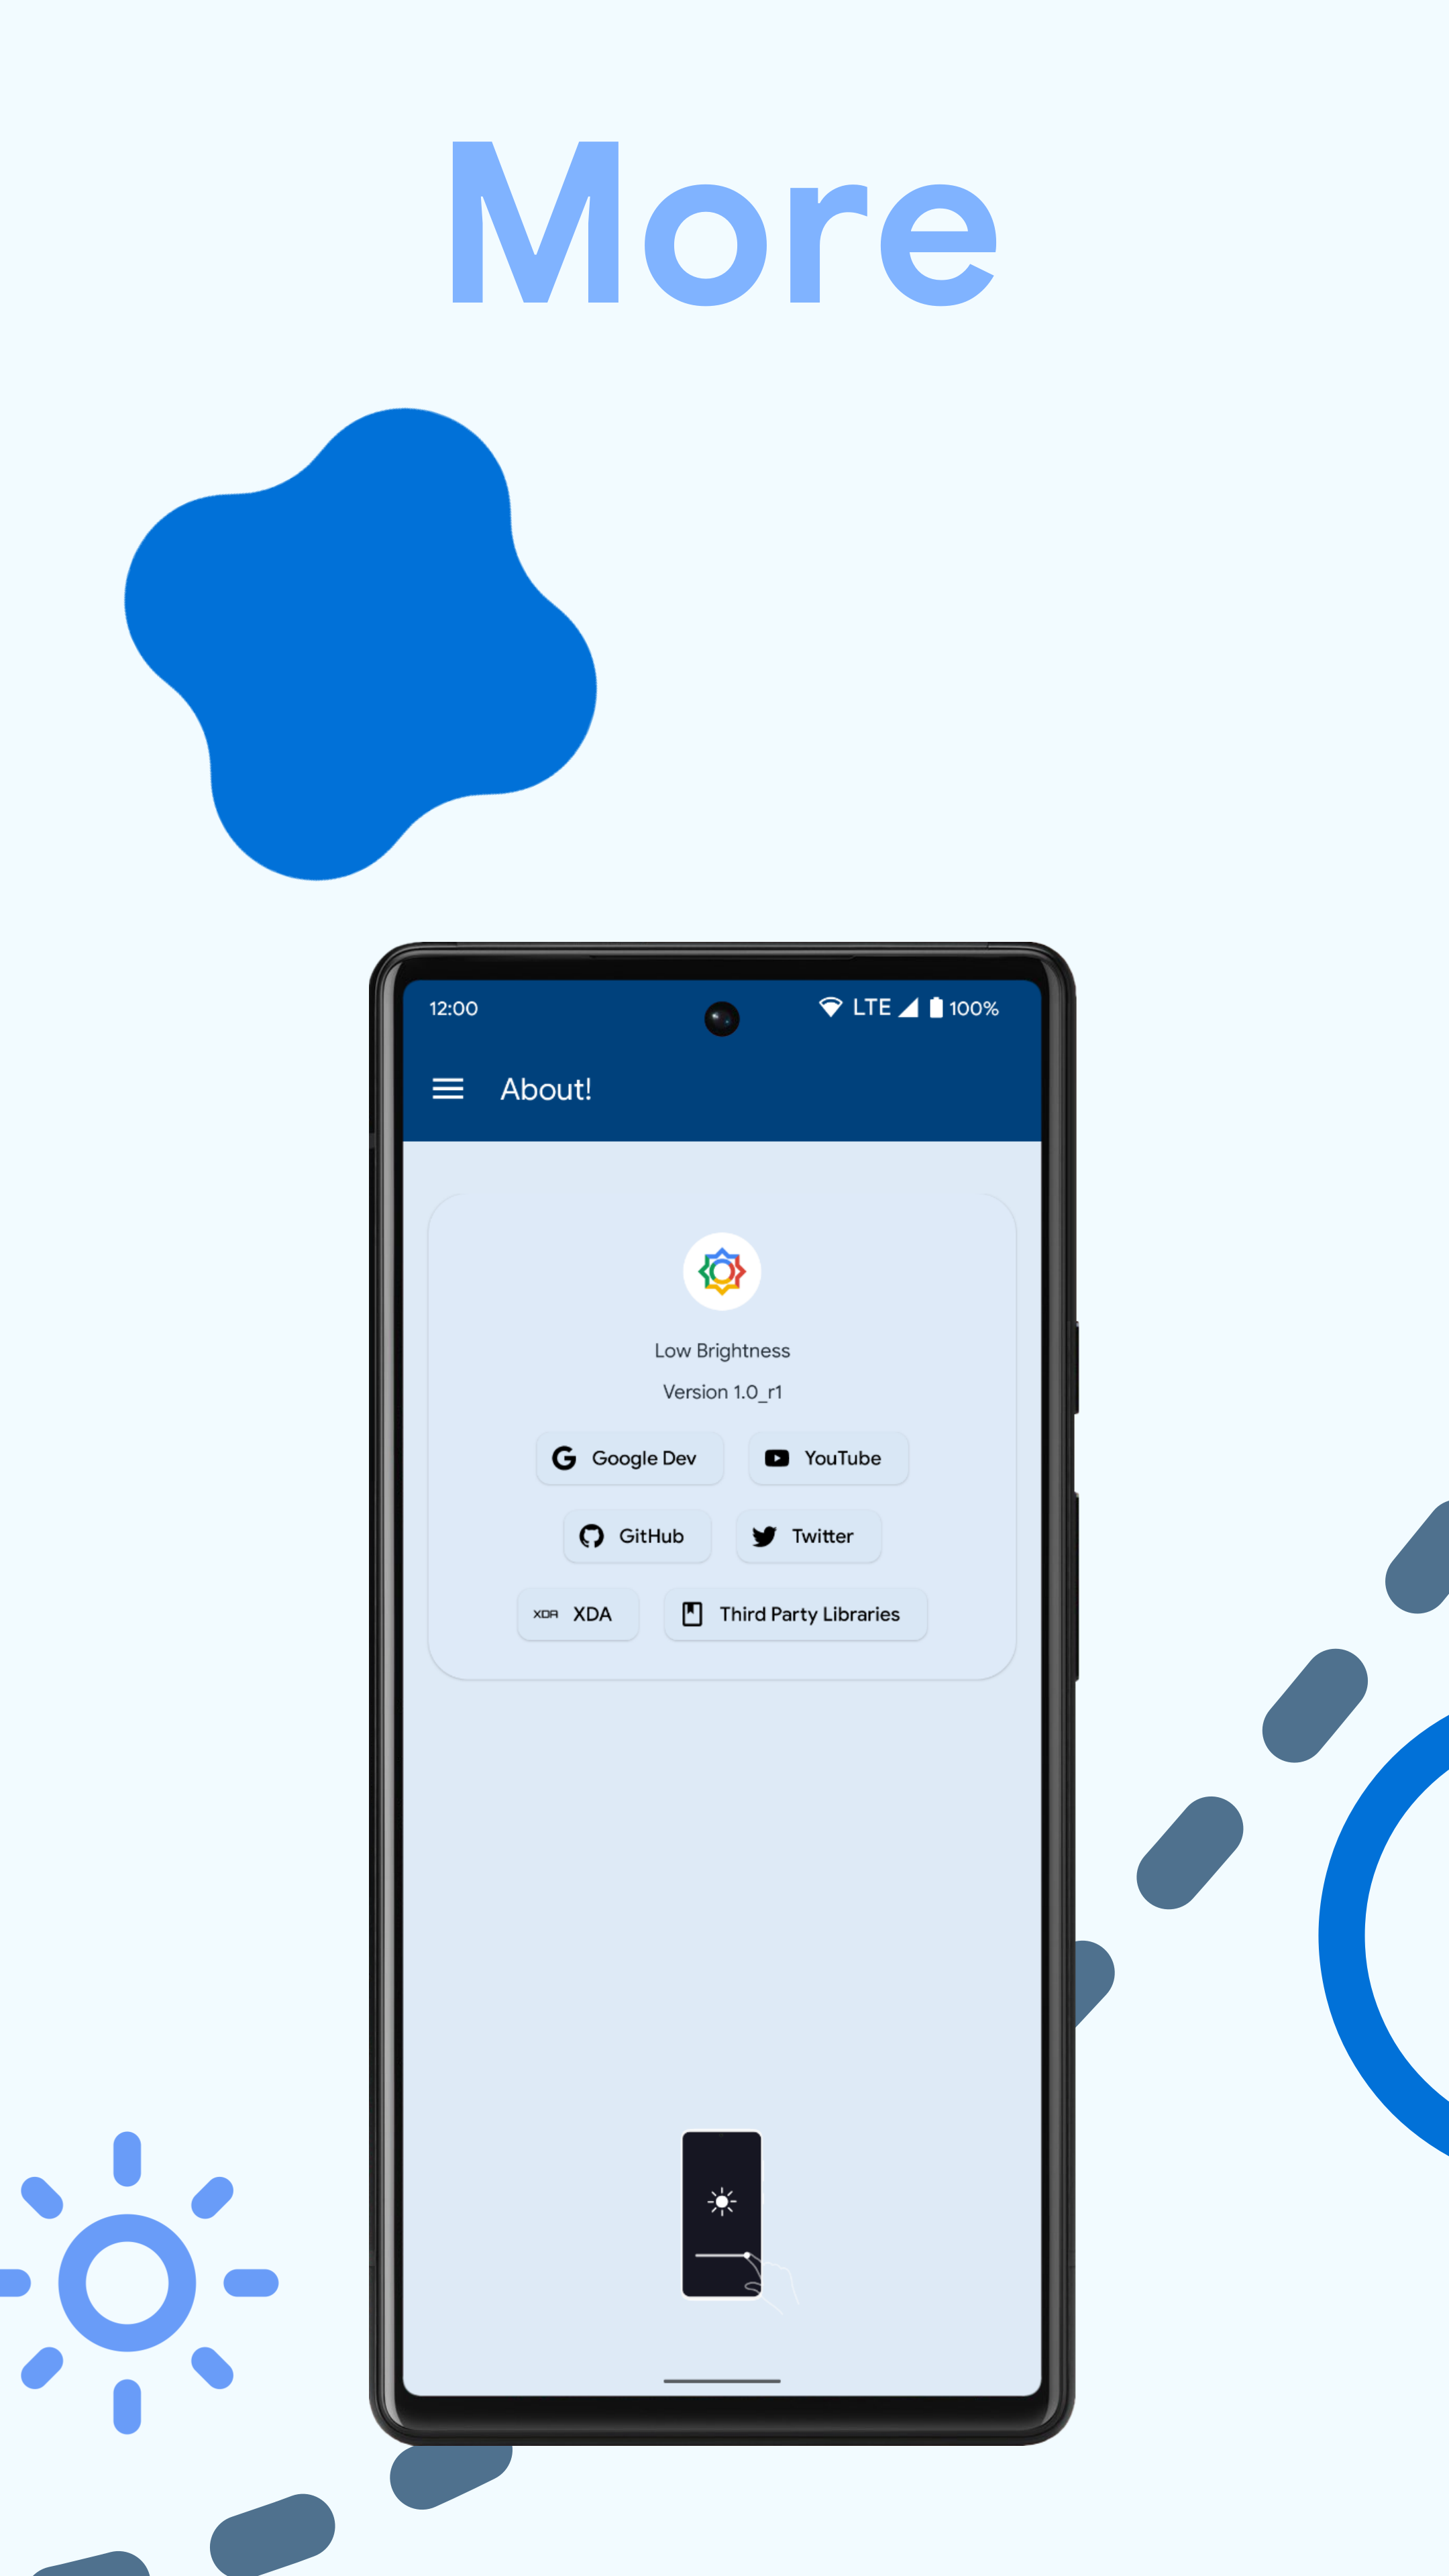 More
12:00 LTE 100%
About!
Low Brightness
Version 1.0_r1
Google Dev YouTube
GitHub Twitter
XDA XDA Third Party Libraries